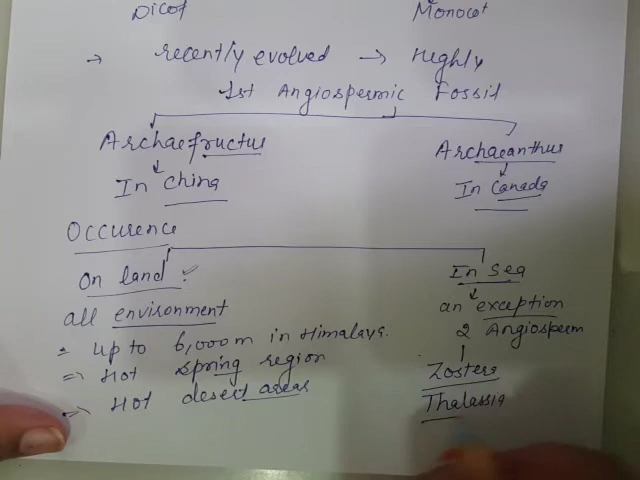 Dicot Monocot
→ recently evolved → Highly
1st Angiospermic Fossil
Archaefructus Archaeanthus
In China In Canada
Occurence
On land In Sea
all environment an exception
= up to 6,000m in Himalaya. 2 Angiosperm
⇒ Hot spring region Zostera
⇒ Hot desert areas Thalassia